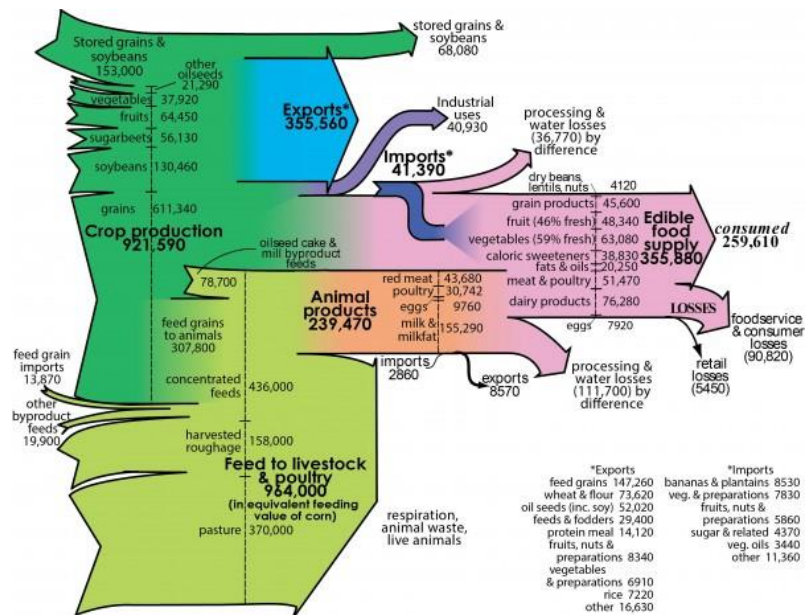 stored grains &
soybeans
68,080
Stored grains &
soybeans
153,000
other
oilseeds
21,290
vegetables 37,920
fruits 64,450
sugarbeets 56,130
soybeans 130,460
grains 611,340
Crop production
921,590
Exports*
355,560
Industrial
uses
40,930
Imports*
41,390
processing &
water losses
(36,770) by
difference
dry beans,
lentils, nuts 4120
grain products 45,600
fruit (46% fresh) 48,340
vegetables (59% fresh) 63,080
caloric sweeteners 38,830
fats & oils 20,250
meat & poultry 51,470
dairy products 76,280
eggs 7920
Edible
food
supply
355,880
consumed
259,610
LOSSES
foodservice
& consumer
losses
(90,820)
retail
losses
(5450)
oilseed cake &
mill byproduct
feeds
78,700
Animal
products
239,470
red meat 43,680
poultry 30,742
eggs 9760
milk &
milkfat 155,290
imports
2860
exports
8570
processing &
water losses
(111,700) by
difference
feed grains
to animals
307,800
feed grain
imports
13,870
other
byproduct
feeds
19,900
concentrated
feeds 436,000
harvested
roughage 158,000
Feed to livestock
& poultry
964,000
(in equivalent feeding
value of corn)
pasture 370,000
respiration,
animal waste,
live animals
*Exports
feed grains 147,260
wheat & flour 73,620
oil seeds (inc. soy) 52,020
feeds & fodders 29,400
protein meal 14,120
fruits, nuts &
preparations 8340
vegetables
& preparations 6910
rice 7220
other 16,630
*Imports
bananas & plantains 8530
veg. & preparations 7830
fruits, nuts &
preparations 5860
sugar & related 4370
veg. oils 3440
other 11,360